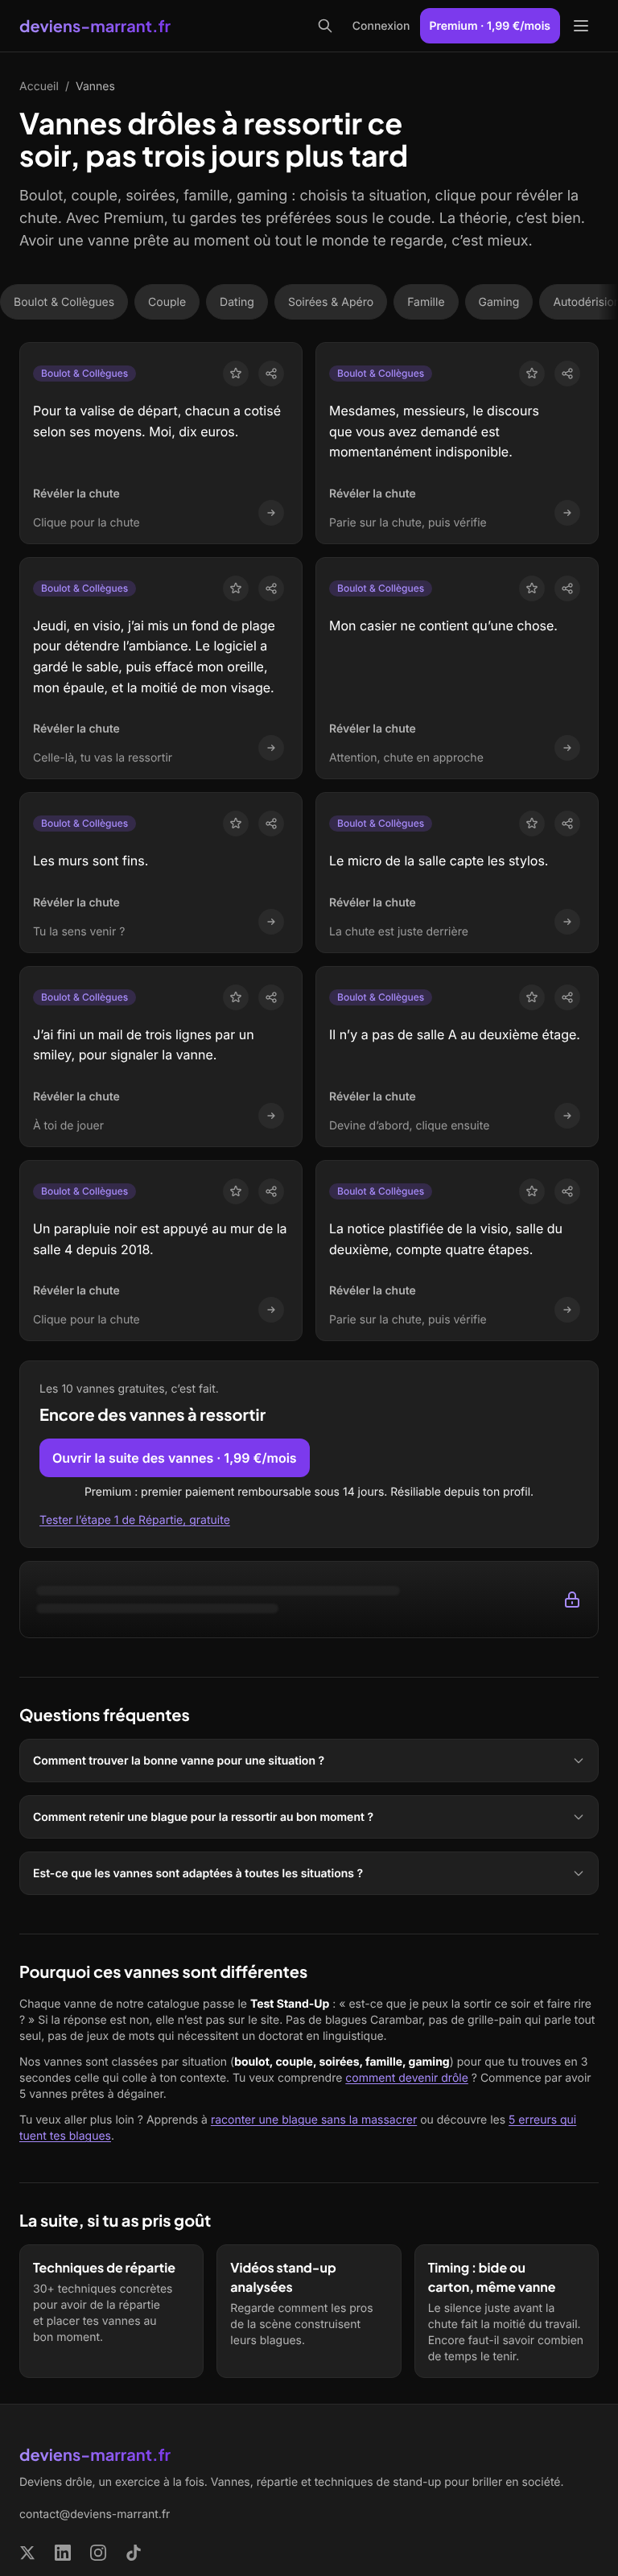 deviens-marrant.fr
Connexion
Premium · 1,99 €/mois
Accueil / Vannes
Vannes drôles à ressortir ce
soir, pas trois jours plus tard
Boulot, couple, soirées, famille, gaming : choisis ta situation, clique pour révéler la
chute. Avec Premium, tu gardes tes préférées sous le coude. La théorie, c’est bien.
Avoir une vanne prête au moment où tout le monde te regarde, c’est mieux.
Boulot & Collègues
Couple
Dating
Soirées & Apéro
Famille
Gaming
Autodérision
Boulot & Collègues
Pour ta valise de départ, chacun a cotisé
selon ses moyens. Moi, dix euros.
Révéler la chute
Clique pour la chute
Boulot & Collègues
Mesdames, messieurs, le discours
que vous avez demandé est
momentanément indisponible.
Révéler la chute
Parie sur la chute, puis vérifie
Boulot & Collègues
Jeudi, en visio, j’ai mis un fond de plage
pour détendre l’ambiance. Le logiciel a
gardé le sable, puis effacé mon oreille,
mon épaule, et la moitié de mon visage.
Révéler la chute
Celle-là, tu vas la ressortir
Boulot & Collègues
Mon casier ne contient qu’une chose.
Révéler la chute
Attention, chute en approche
Boulot & Collègues
Les murs sont fins.
Révéler la chute
Tu la sens venir ?
Boulot & Collègues
Le micro de la salle capte les stylos.
Révéler la chute
La chute est juste derrière
Boulot & Collègues
J’ai fini un mail de trois lignes par un
smiley, pour signaler la vanne.
Révéler la chute
À toi de jouer
Boulot & Collègues
Il n’y a pas de salle A au deuxième étage.
Révéler la chute
Devine d’abord, clique ensuite
Boulot & Collègues
Un parapluie noir est appuyé au mur de la
salle 4 depuis 2018.
Révéler la chute
Clique pour la chute
Boulot & Collègues
La notice plastifiée de la visio, salle du
deuxième, compte quatre étapes.
Révéler la chute
Parie sur la chute, puis vérifie
Les 10 vannes gratuites, c’est fait.
Encore des vannes à ressortir
Ouvrir la suite des vannes · 1,99 €/mois
Premium : premier paiement remboursable sous 14 jours. Résiliable depuis ton profil.
Tester l’étape 1 de Répartie, gratuite
Questions fréquentes
Comment trouver la bonne vanne pour une situation ?
Comment retenir une blague pour la ressortir au bon moment ?
Est-ce que les vannes sont adaptées à toutes les situations ?
Pourquoi ces vannes sont différentes
Chaque vanne de notre catalogue passe le Test Stand-Up : « est-ce que je peux la sortir ce soir et faire rire
? » Si la réponse est non, elle n’est pas sur le site. Pas de blagues Carambar, pas de grille-pain qui parle tout
seul, pas de jeux de mots qui nécessitent un doctorat en linguistique.
Nos vannes sont classées par situation (boulot, couple, soirées, famille, gaming) pour que tu trouves en 3
secondes celle qui colle à ton contexte. Tu veux comprendre comment devenir drôle ? Commence par avoir
5 vannes prêtes à dégainer.
Tu veux aller plus loin ? Apprends à raconter une blague sans la massacrer ou découvre les 5 erreurs qui
tuent tes blagues.
La suite, si tu as pris goût
Techniques de répartie
30+ techniques concrètes
pour avoir de la répartie
et placer tes vannes au
bon moment.
Vidéos stand-up
analysées
Regarde comment les pros
de la scène construisent
leurs blagues.
Timing : bide ou
carton, même vanne
Le silence juste avant la
chute fait la moitié du travail.
Encore faut-il savoir combien
de temps le tenir.
deviens-marrant.fr
Deviens drôle, un exercice à la fois. Vannes, répartie et techniques de stand-up pour briller en société.
contact@deviens-marrant.fr